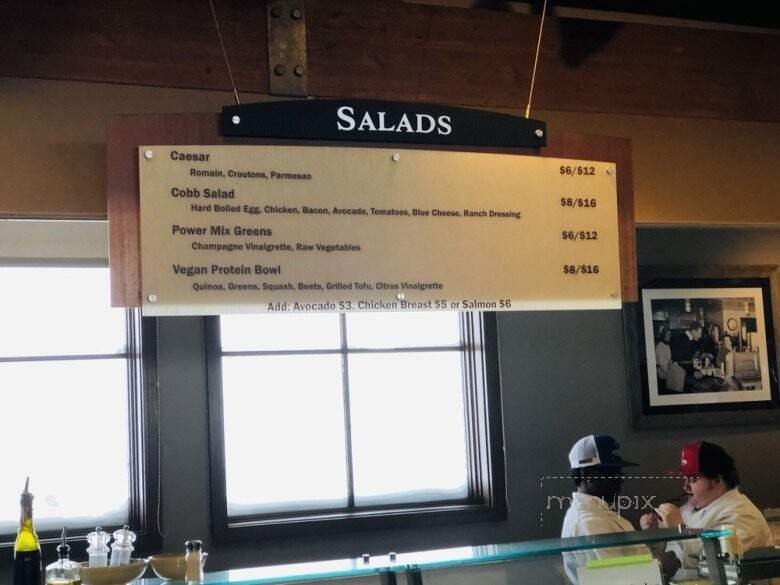 SALADS
Caesar $6/$12
Romain, Croutons, Parmesan
Cobb Salad $8/$16
Hard Boiled Egg, Chicken, Bacon, Avocado, Tomatoes, Blue Cheese, Ranch Dressing
Power Mix Greens $6/$12
Champagne Vinaigrette, Raw Vegetables
Vegan Protein Bowl $8/$16
Quinoa, Greens, Squash, Beets, Grilled Tofu, Citrus Vinaigrette
Add: Avocado $3, Chicken Breast $5 or Salmon $6
menupix